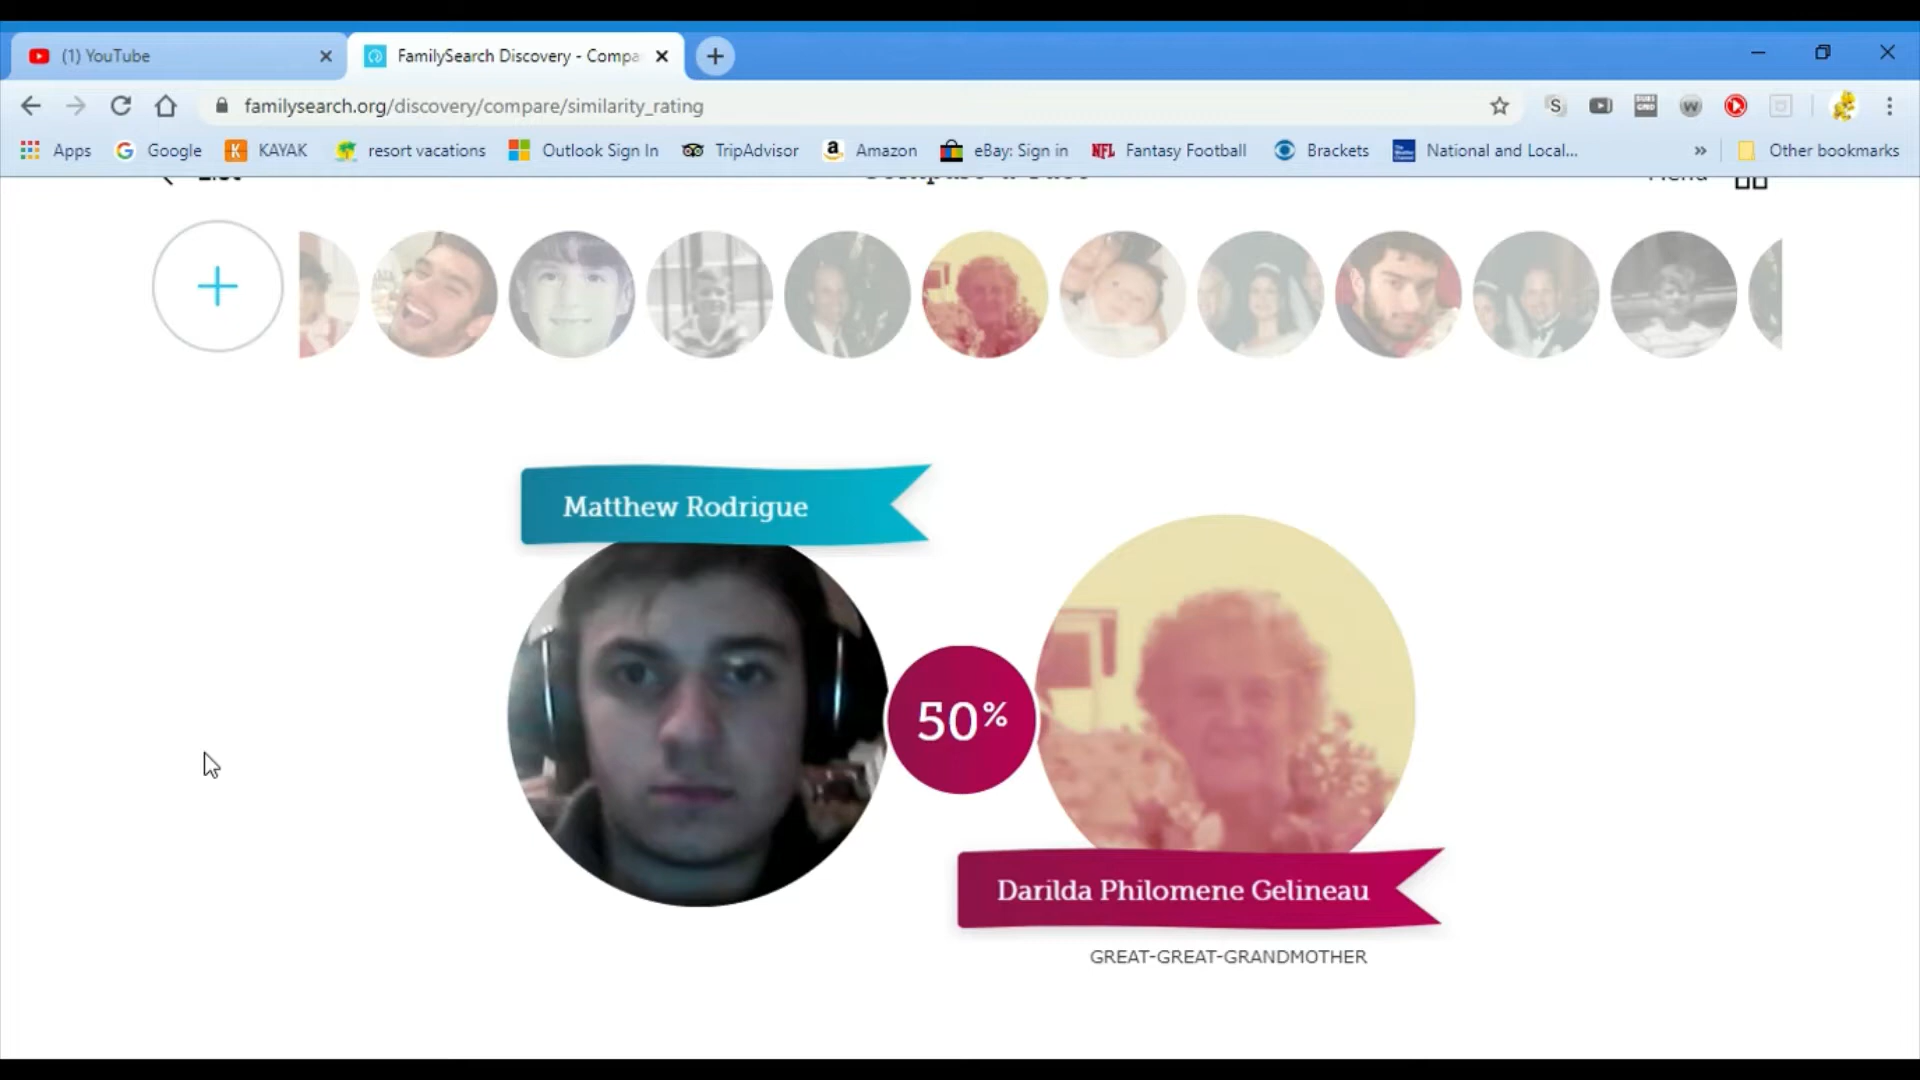 (1) YouTube
FamilySearch Discovery - Compa
familysearch.org/discovery/compare/similarity_rating
Apps Google KAYAK resort vacations Outlook Sign In TripAdvisor Amazon eBay: Sign in NFL Fantasy Football Brackets National and Local... » Other bookmarks
Matthew Rodrigue
50%
Darilda Philomene Gelineau
GREAT-GREAT-GRANDMOTHER